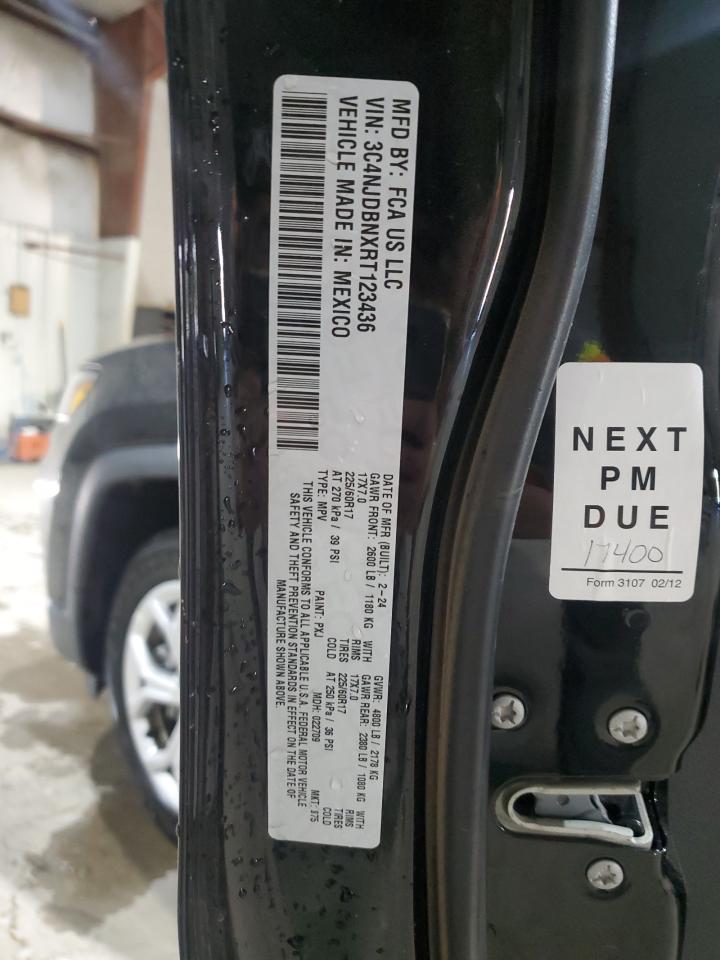 MFD BY: FCA US LLC
VIN: 3C4NJDBNXRT123436
VEHICLE MADE IN: MEXICO
DATE OF MFR (BUILT): 2-24 GVWR: 4800 LB / 2178 KG
GAWR FRONT: 2600 LB / 1180 KG WITH GAWR REAR: 2380 LB / 1080 KG WITH
17X7.0 RIMS 17X7.0 RIMS
225/60R17 TIRES 225/60R17 TIRES
AT 270 kPa / 39 PSI COLD AT 250 kPa / 36 PSI COLD
TYPE: MPV PAINT: PXJ MDH: 022709 MKT: 975
THIS VEHICLE CONFORMS TO ALL APPLICABLE U.S.A. FEDERAL MOTOR VEHICLE
SAFETY AND THEFT PREVENTION STANDARDS IN EFFECT ON THE DATE OF
MANUFACTURE SHOWN ABOVE.
NEXT
PM
DUE
17400
Form 3107 02/12